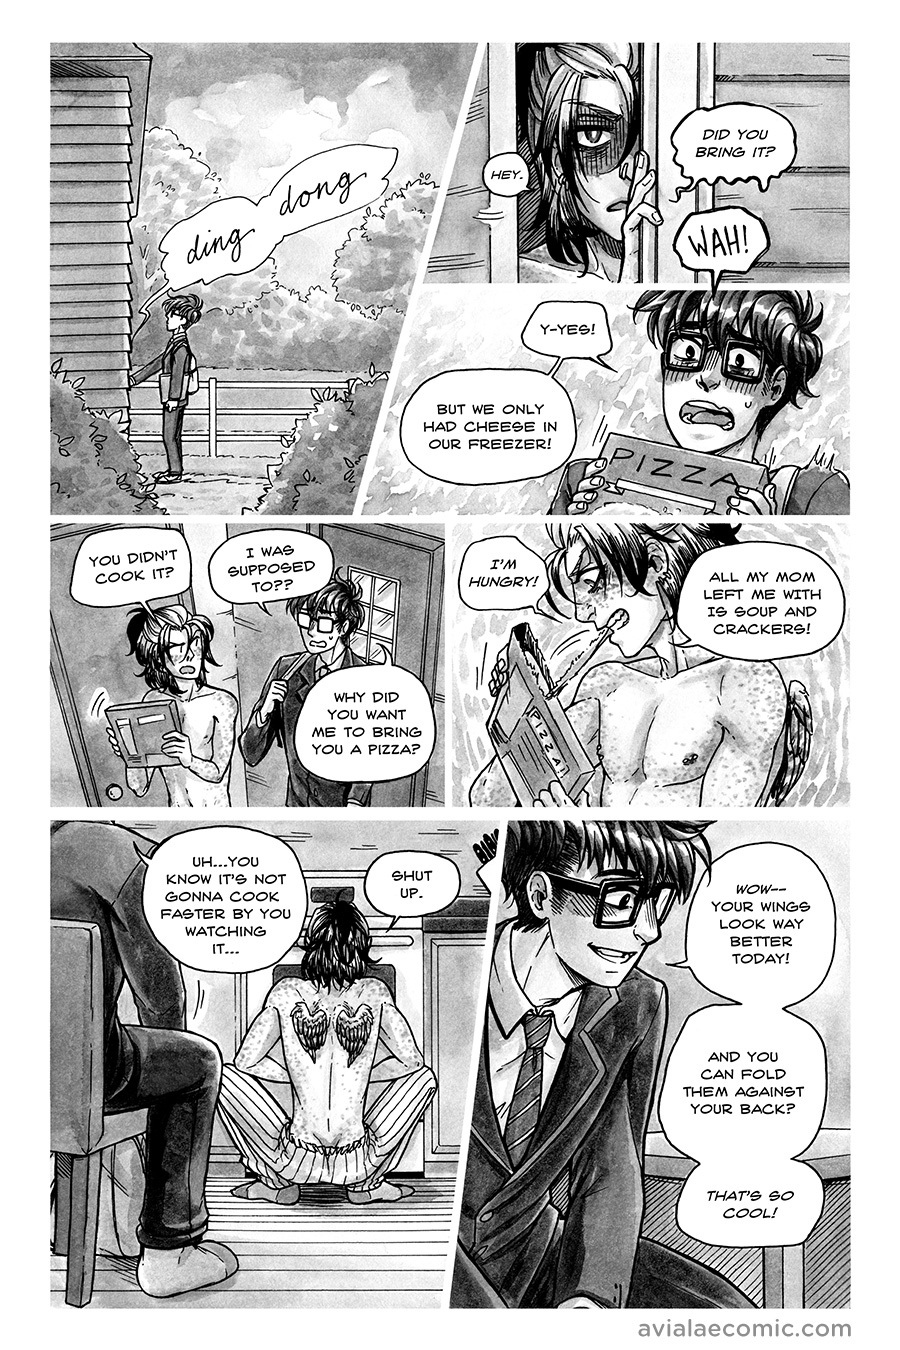 ding dong
HEY.
DID YOU
BRING IT?
WAH!
Y-YES!
BUT WE ONLY
HAD CHEESE IN
OUR FREEZER!
PIZZA
YOU DIDN'T
COOK IT?
I WAS
SUPPOSED
TO??
WHY DID
YOU WANT
ME TO BRING
YOU A PIZZA?
I'M
HUNGRY!
ALL MY MOM
LEFT ME WITH
IS SOUP AND
CRACKERS!
PIZZA
UH...YOU
KNOW IT'S NOT
GONNA COOK
FASTER BY YOU
WATCHING
IT...
SHUT
UP.
WOW--
YOUR WINGS
LOOK WAY
BETTER
TODAY!
AND YOU
CAN FOLD
THEM AGAINST
YOUR BACK?
THAT'S SO
COOL!
avialaecomic.com